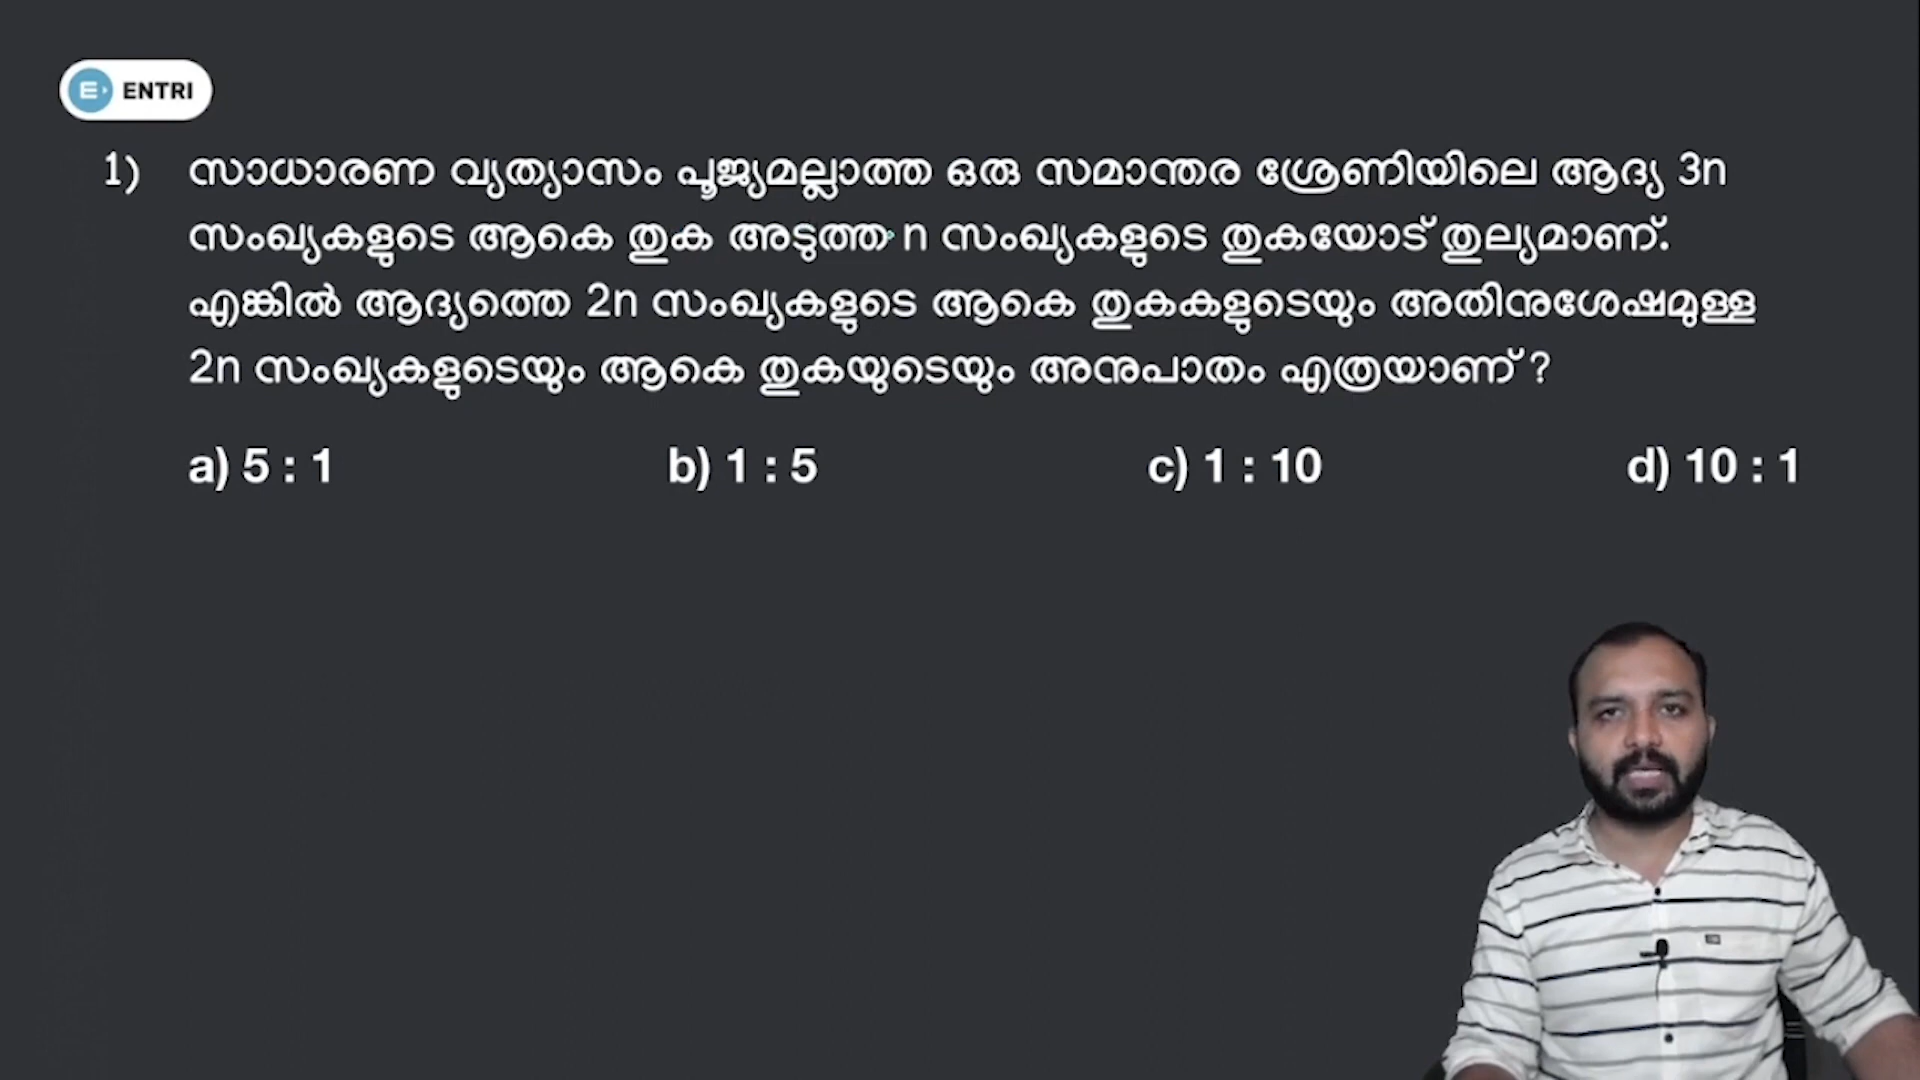 ENTRI
1) സാധാരണ വ്യത്യാസം പൂജ്യമല്ലാത്ത ഒരു സമാന്തര ശ്രേണിയിലെ ആദ്യ 3n
സംഖ്യകളുടെ ആകെ തുക അടുത്ത n സംഖ്യകളുടെ തുകയോട് തുല്യമാണ്.
എങ്കിൽ ആദ്യത്തെ 2n സംഖ്യകളുടെ ആകെ തുകകളുടെയും അതിനുശേഷമുള്ള
2n സംഖ്യകളുടെയും ആകെ തുകയുടെയും അനുപാതം എത്രയാണ് ?
a) 5 : 1 b) 1 : 5 c) 1 : 10 d) 10 : 1